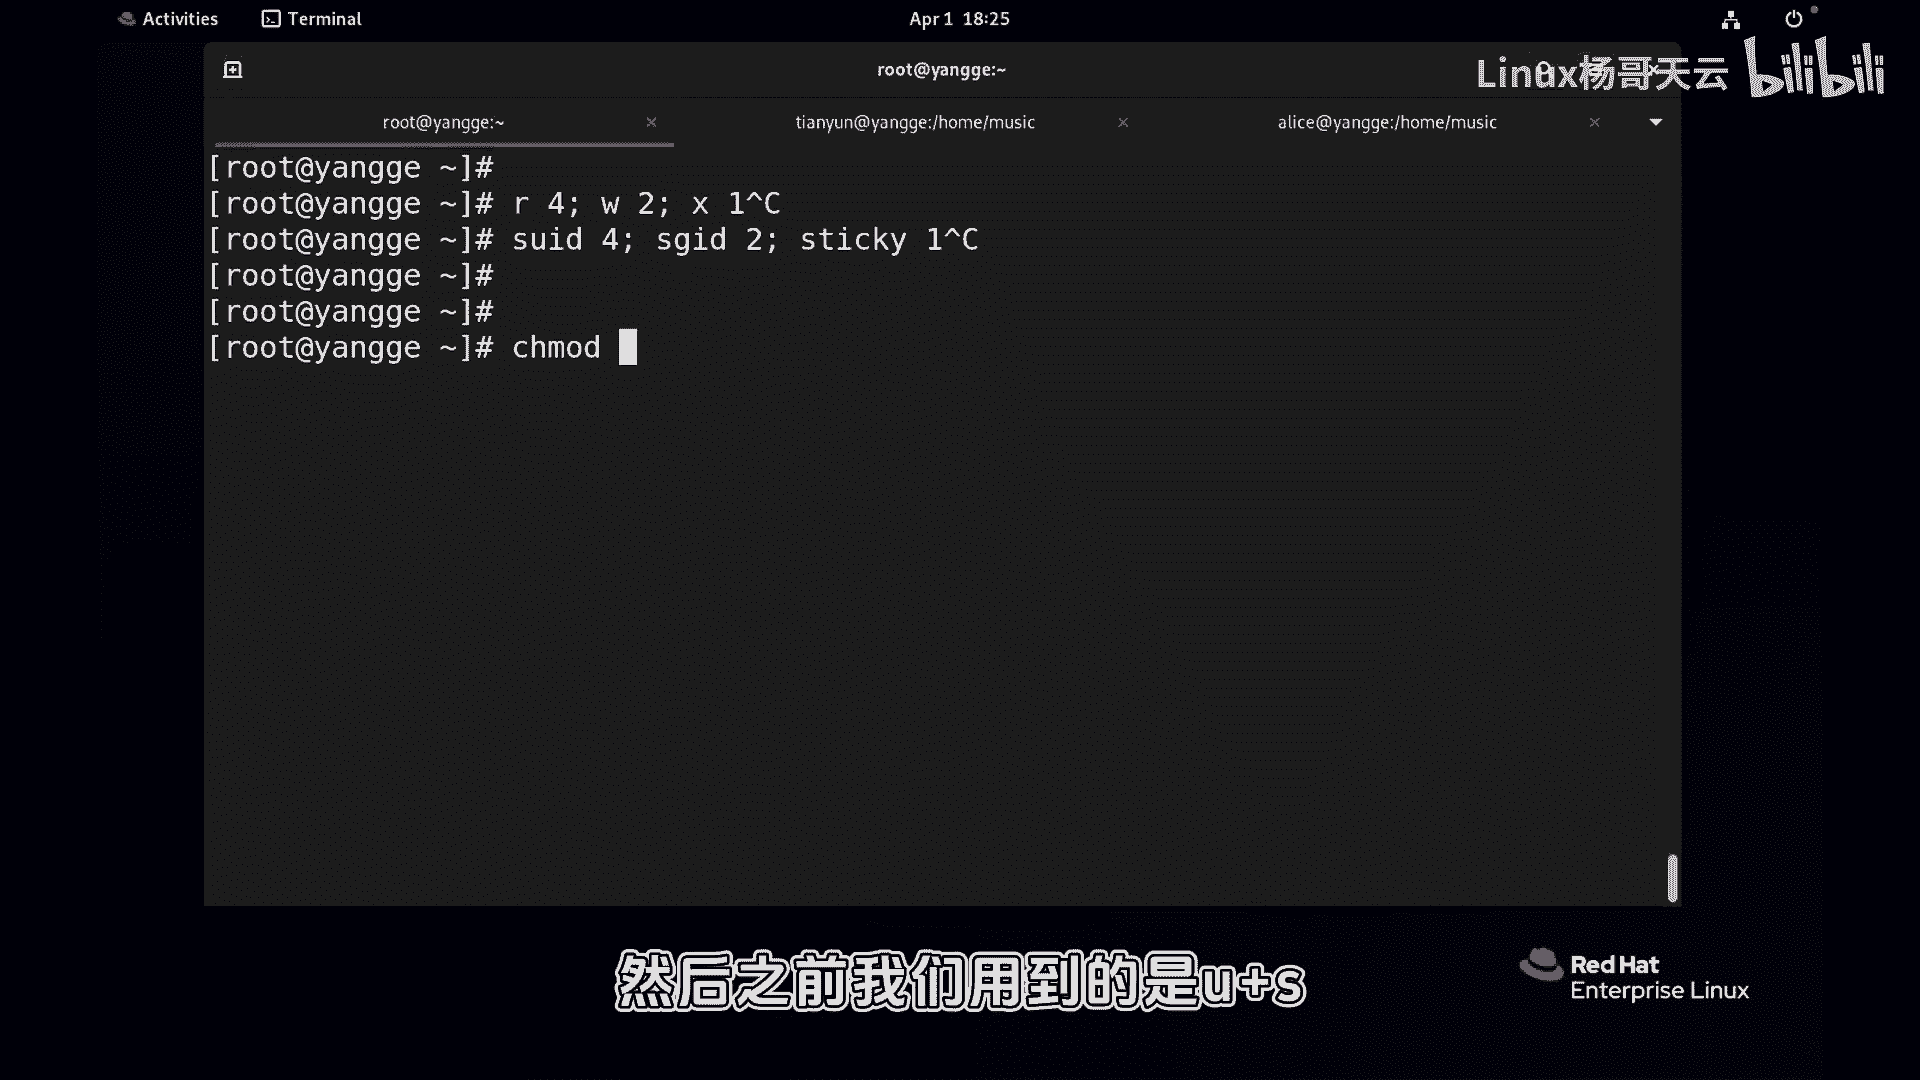 Activities Terminal Apr 1 18:25
root@yangge:~
Linux杨哥天云 bilibili
root@yangge:~ × tianyun@yangge:/home/music × alice@yangge:/home/music ×
[root@yangge ~]#
[root@yangge ~]# r 4; w 2; x 1^C
[root@yangge ~]# suid 4; sgid 2; sticky 1^C
[root@yangge ~]#
[root@yangge ~]#
[root@yangge ~]# chmod
然后之前我们用到的是u+s
Red Hat
Enterprise Linux